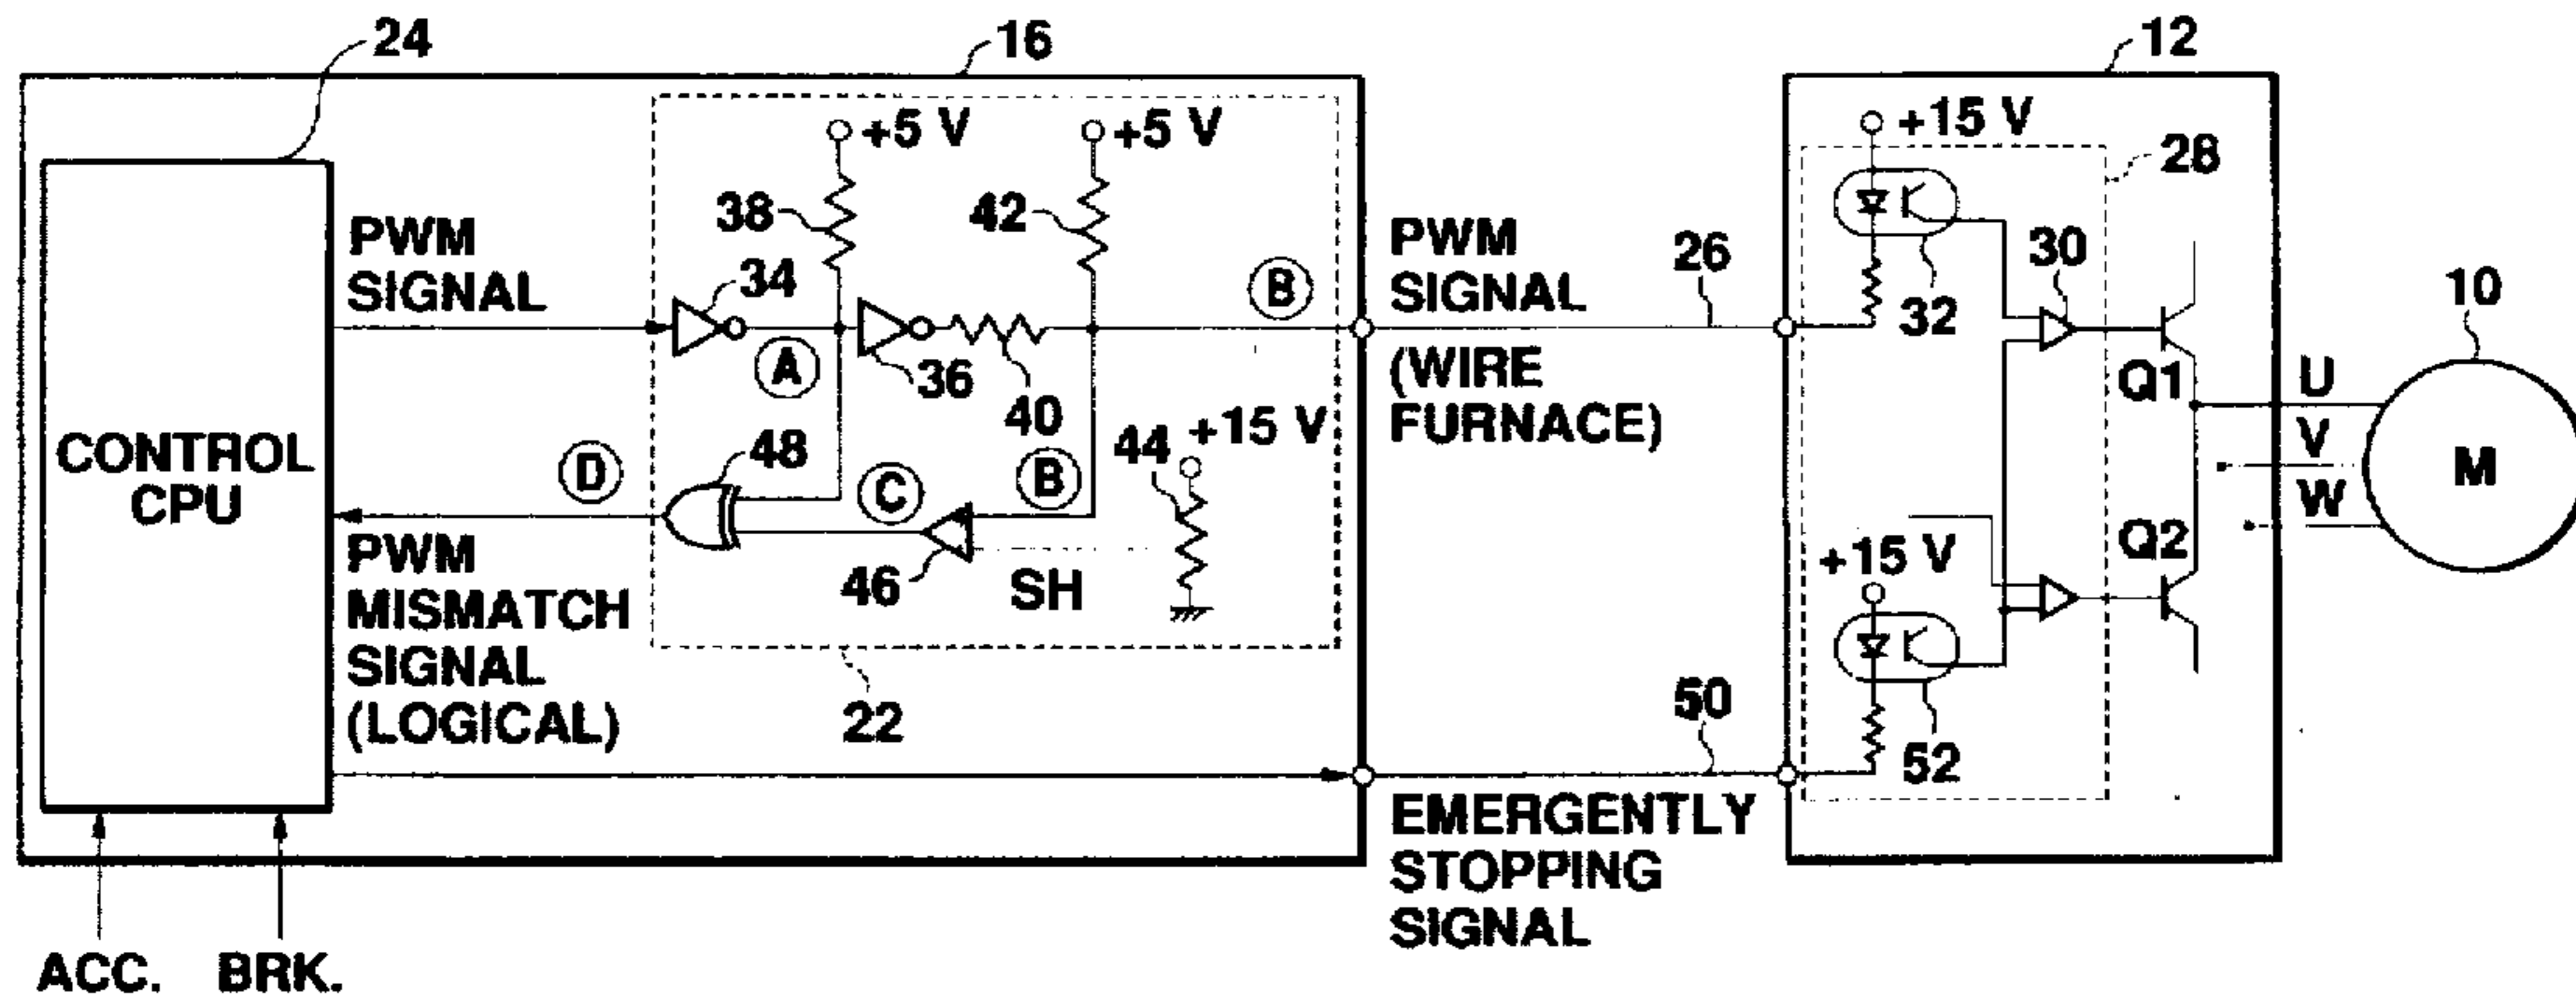 24
16
12
+5 V
+5 V
+15 V
28
38
42
PWM
SIGNAL
PWM
SIGNAL
26
30
34
B
32
10
A
36
40
(WIRE
FURNACE)
Q1
U
V
W
M
CONTROL
CPU
D
48
C
B
44
+15 V
46
SH
+15 V
Q2
PWM
MISMATCH
SIGNAL
(LOGICAL)
22
50
52
EMERGENTLY
STOPPING
SIGNAL
ACC.
BRK.